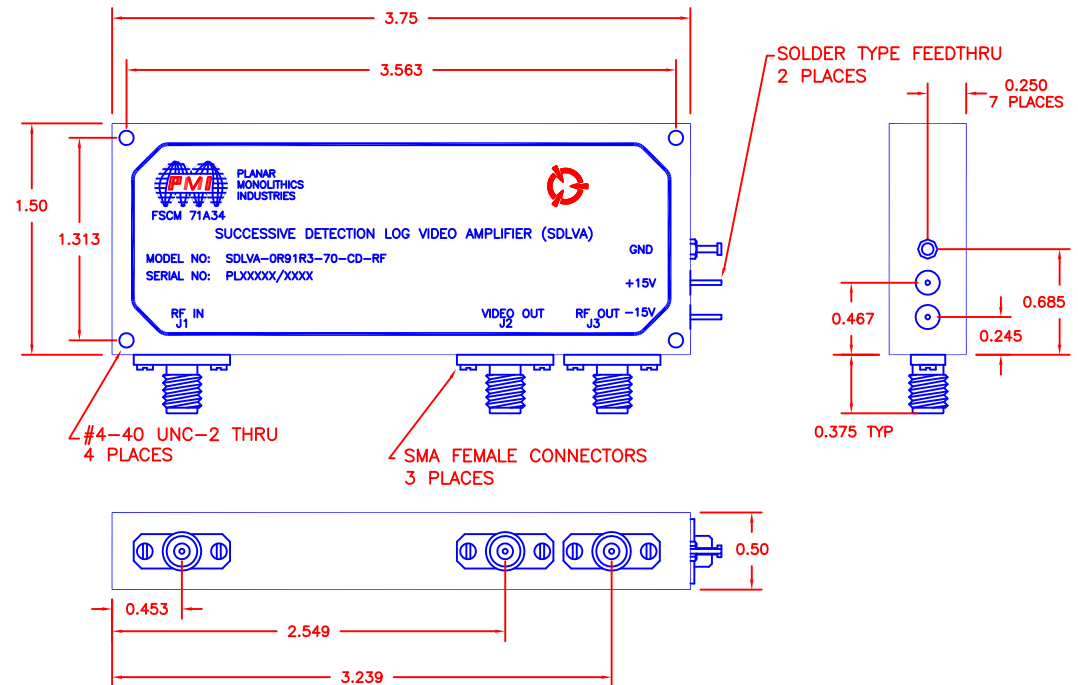 3.75
3.563
SOLDER TYPE FEEDTHRU
2 PLACES
0.250
7 PLACES
1.50
1.313
PMI
PLANAR
MONOLITHICS
INDUSTRIES
FSCM 71A34
SUCCESSIVE DETECTION LOG VIDEO AMPLIFIER (SDLVA)
MODEL NO: SDLVA-0R91R3-70-CD-RF
SERIAL NO: PLXXXXX/XXXX
GND
+15V
-15V
RF IN
J1
VIDEO OUT
J2
RF OUT
J3
0.467
0.685
0.245
0.375 TYP
#4-40 UNC-2 THRU
4 PLACES
SMA FEMALE CONNECTORS
3 PLACES
0.50
0.453
2.549
3.239